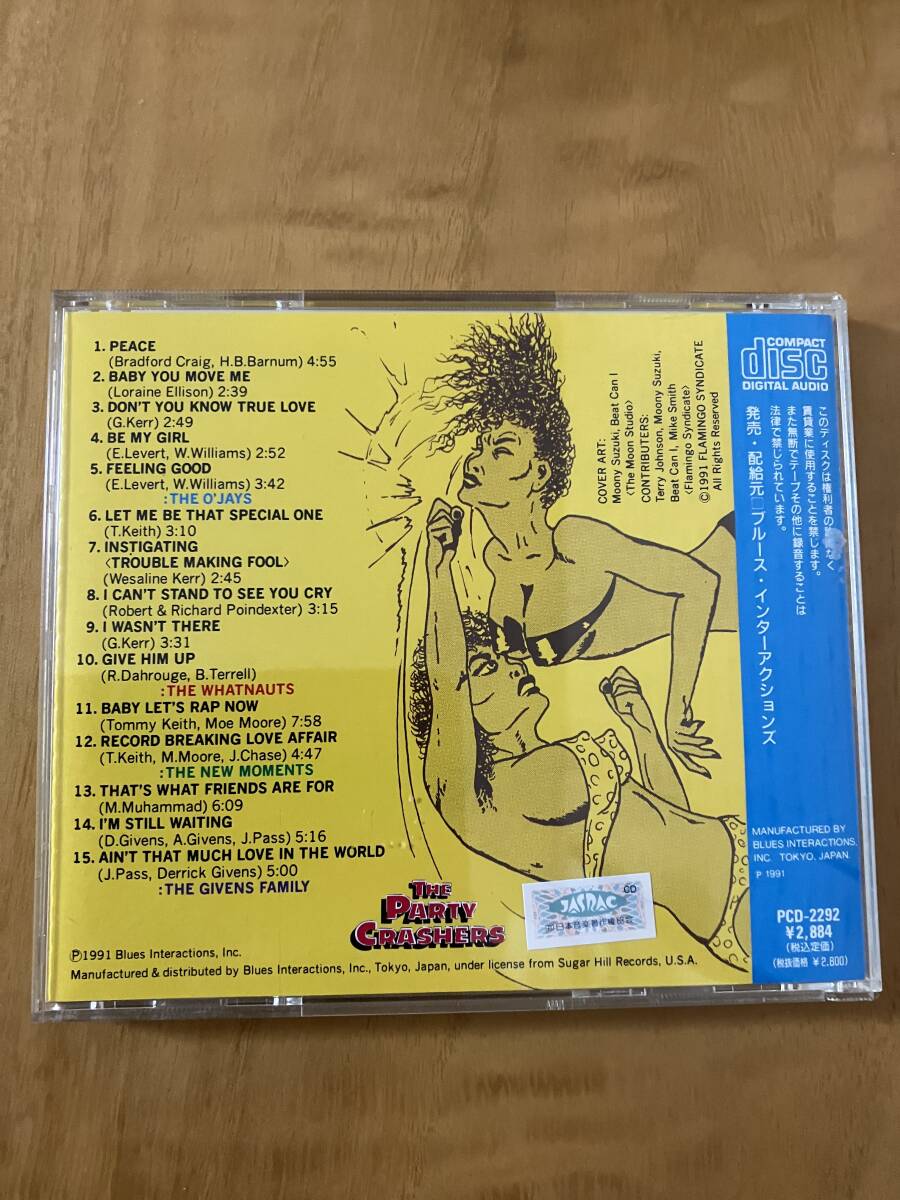 1. PEACE
(Bradford Craig, H.B.Barnum) 4:55
2. BABY YOU MOVE ME
(Loraine Ellison) 2:39
3. DON'T YOU KNOW TRUE LOVE
(G.Kerr) 2:49
4. BE MY GIRL
(E.Levert, W.Williams) 2:52
5. FEELING GOOD
(E.Levert, W.Williams) 3:42
:THE O'JAYS
6. LET ME BE THAT SPECIAL ONE
(T.Keith) 3:10
7. INSTIGATING
〈TROUBLE MAKING FOOL〉
(Wesaline Kerr) 2:45
8. I CAN'T STAND TO SEE YOU CRY
(Robert & Richard Poindexter) 3:15
9. I WASN'T THERE
(G.Kerr) 3:31
10. GIVE HIM UP
(R.Dahrouge, B.Terrell)
:THE WHATNAUTS
11. BABY LET'S RAP NOW
(Tommy Keith, Moe Moore) 7:58
12. RECORD BREAKING LOVE AFFAIR
(T.Keith, M.Moore, J.Chase) 4:47
:THE NEW MOMENTS
13. THAT'S WHAT FRIENDS ARE FOR
(M.Muhammad) 6:09
14. I'M STILL WAITING
(D.Givens, A.Givens, J.Pass) 5:16
15. AIN'T THAT MUCH LOVE IN THE WORLD
(J.Pass, Derrick Givens) 5:00
:THE GIVENS FAMILY
THE
PARTY
CRASHERS
CD
JASRAC
℗1991 Blues Interactions, Inc.
Manufactured & distributed by Blues Interactions, Inc., Tokyo, Japan, under license from Sugar Hill Records, U.S.A.
COVER ART:
Moony Suzuki, Beat Can I
〈The Moon Studio〉
CONTRIBUTERS:
Terry Johnson, Moony Suzuki,
Beat Can I, Mike Smith
〈Flamingo Syndicate〉
©1991 FLAMINGO SYNDICATE
All Rights Reserved
COMPACT
disc
DIGITAL AUDIO
このディスクは権利者の なく
賃貸業に使用することを禁じます。
また無断でテープその他に録音することは
法律で禁じられています。
発売・配給元□ブルース・インターアクションズ
MANUFACTURED BY
BLUES INTERACTIONS,
INC. TOKYO, JAPAN.
℗ 1991
PCD-2292
¥2,884
(税込定価)
(税抜価格 ¥2,800)